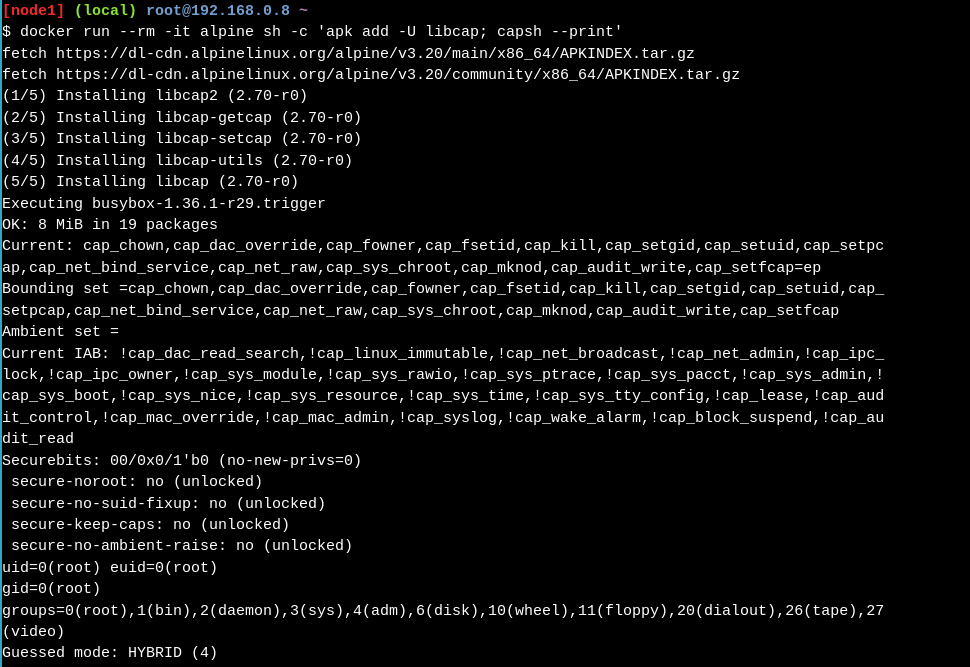 [node1] (local) root@192.168.0.8 ~
$ docker run --rm -it alpine sh -c 'apk add -U libcap; capsh --print'
fetch https://dl-cdn.alpinelinux.org/alpine/v3.20/main/x86_64/APKINDEX.tar.gz
fetch https://dl-cdn.alpinelinux.org/alpine/v3.20/community/x86_64/APKINDEX.tar.gz
(1/5) Installing libcap2 (2.70-r0)
(2/5) Installing libcap-getcap (2.70-r0)
(3/5) Installing libcap-setcap (2.70-r0)
(4/5) Installing libcap-utils (2.70-r0)
(5/5) Installing libcap (2.70-r0)
Executing busybox-1.36.1-r29.trigger
OK: 8 MiB in 19 packages
Current: cap_chown,cap_dac_override,cap_fowner,cap_fsetid,cap_kill,cap_setgid,cap_setuid,cap_setpc
ap,cap_net_bind_service,cap_net_raw,cap_sys_chroot,cap_mknod,cap_audit_write,cap_setfcap=ep
Bounding set =cap_chown,cap_dac_override,cap_fowner,cap_fsetid,cap_kill,cap_setgid,cap_setuid,cap_
setpcap,cap_net_bind_service,cap_net_raw,cap_sys_chroot,cap_mknod,cap_audit_write,cap_setfcap
Ambient set =
Current IAB: !cap_dac_read_search,!cap_linux_immutable,!cap_net_broadcast,!cap_net_admin,!cap_ipc_
lock,!cap_ipc_owner,!cap_sys_module,!cap_sys_rawio,!cap_sys_ptrace,!cap_sys_pacct,!cap_sys_admin,!
cap_sys_boot,!cap_sys_nice,!cap_sys_resource,!cap_sys_time,!cap_sys_tty_config,!cap_lease,!cap_aud
it_control,!cap_mac_override,!cap_mac_admin,!cap_syslog,!cap_wake_alarm,!cap_block_suspend,!cap_au
dit_read
Securebits: 00/0x0/1'b0 (no-new-privs=0)
 secure-noroot: no (unlocked)
 secure-no-suid-fixup: no (unlocked)
 secure-keep-caps: no (unlocked)
 secure-no-ambient-raise: no (unlocked)
uid=0(root) euid=0(root)
gid=0(root)
groups=0(root),1(bin),2(daemon),3(sys),4(adm),6(disk),10(wheel),11(floppy),20(dialout),26(tape),27
(video)
Guessed mode: HYBRID (4)